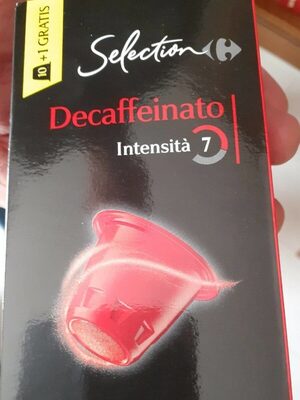 10 +1 GRATIS
Selection
Decaffeinato
Intensità 7